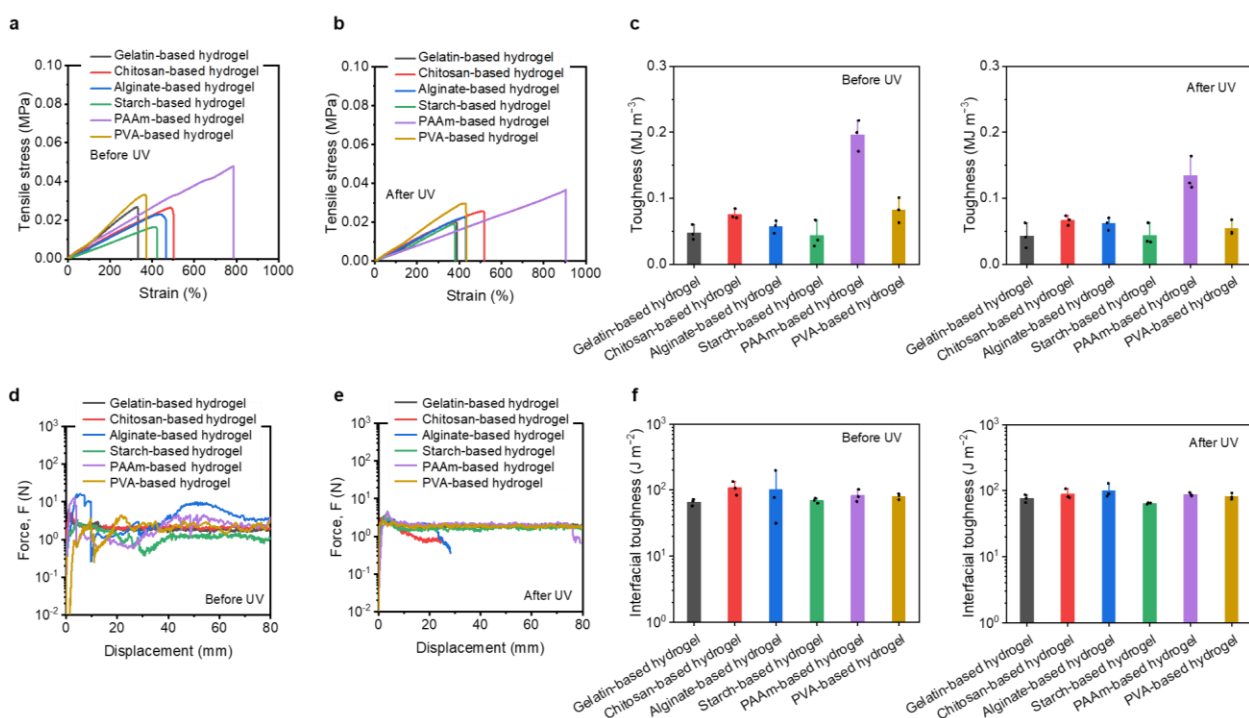 a
Gelatin-based hydrogel
Chitosan-based hydrogel
Alginate-based hydrogel
Starch-based hydrogel
PAAm-based hydrogel
PVA-based hydrogel
Before UV
Tensile stress (MPa)
0.10
0.08
0.06
0.04
0.02
0.00
0 200 400 600 800 1000
Strain (%)
b
Gelatin-based hydrogel
Chitosan-based hydrogel
Alginate-based hydrogel
Starch-based hydrogel
PAAm-based hydrogel
PVA-based hydrogel
After UV
Tensile stress (MPa)
0.10
0.08
0.06
0.04
0.02
0.00
0 200 400 600 800 1000
Strain (%)
c
Before UV
Toughness (MJ m⁻³)
0.3
0.2
0.1
0.0
Gelatin-based hydrogel
Chitosan-based hydrogel
Alginate-based hydrogel
Starch-based hydrogel
PAAm-based hydrogel
PVA-based hydrogel
After UV
Toughness (MJ m⁻³)
0.3
0.2
0.1
0.0
Gelatin-based hydrogel
Chitosan-based hydrogel
Alginate-based hydrogel
Starch-based hydrogel
PAAm-based hydrogel
PVA-based hydrogel
d
Gelatin-based hydrogel
Chitosan-based hydrogel
Alginate-based hydrogel
Starch-based hydrogel
PAAm-based hydrogel
PVA-based hydrogel
Force, F (N)
10³
10²
10¹
10⁰
10⁻¹
10⁻²
Before UV
0 20 40 60 80
Displacement (mm)
e
Gelatin-based hydrogel
Chitosan-based hydrogel
Alginate-based hydrogel
Starch-based hydrogel
PAAm-based hydrogel
PVA-based hydrogel
Force, F (N)
10³
10²
10¹
10⁰
10⁻¹
10⁻²
After UV
0 20 40 60 80
Displacement (mm)
f
Before UV
Interfacial toughness (J m⁻²)
10³
10²
10¹
10⁰
Gelatin-based hydrogel
Chitosan-based hydrogel
Alginate-based hydrogel
Starch-based hydrogel
PAAm-based hydrogel
PVA-based hydrogel
After UV
Interfacial toughness (J m⁻²)
10³
10²
10¹
10⁰
Gelatin-based hydrogel
Chitosan-based hydrogel
Alginate-based hydrogel
Starch-based hydrogel
PAAm-based hydrogel
PVA-based hydrogel